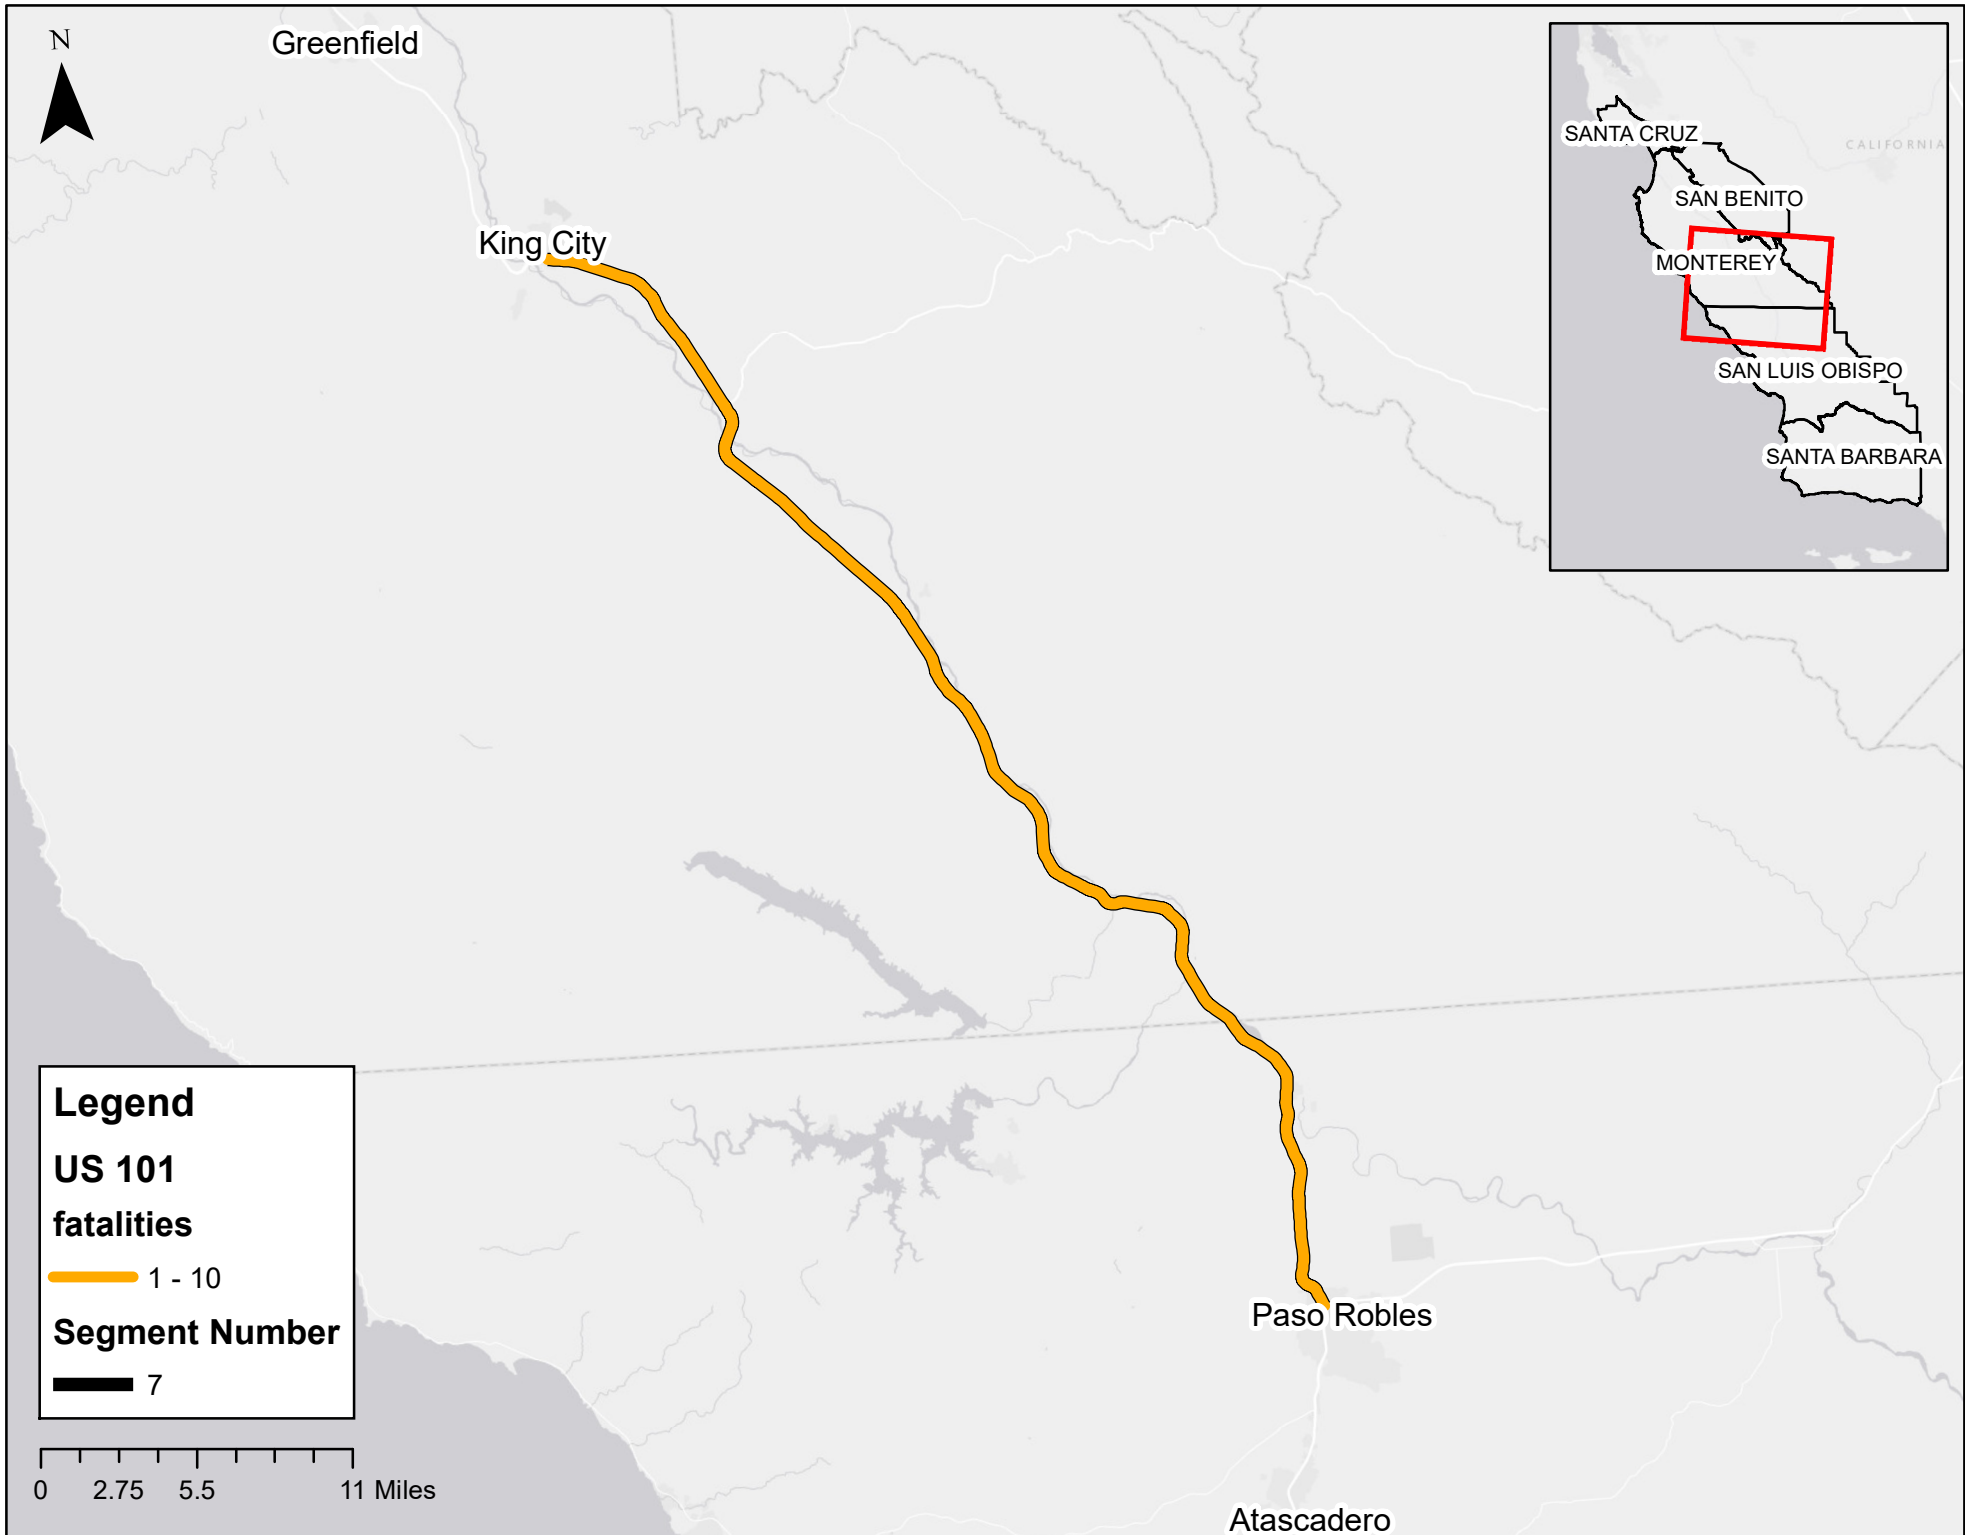 N
Greenfield
King City
Paso Robles
Atascadero
SANTA CRUZ
CALIFORNIA
SAN BENITO
MONTEREY
SAN LUIS OBISPO
SANTA BARBARA
Legend
US 101
fatalities
1 - 10
Segment Number
7
0 2.75 5.5 11 Miles